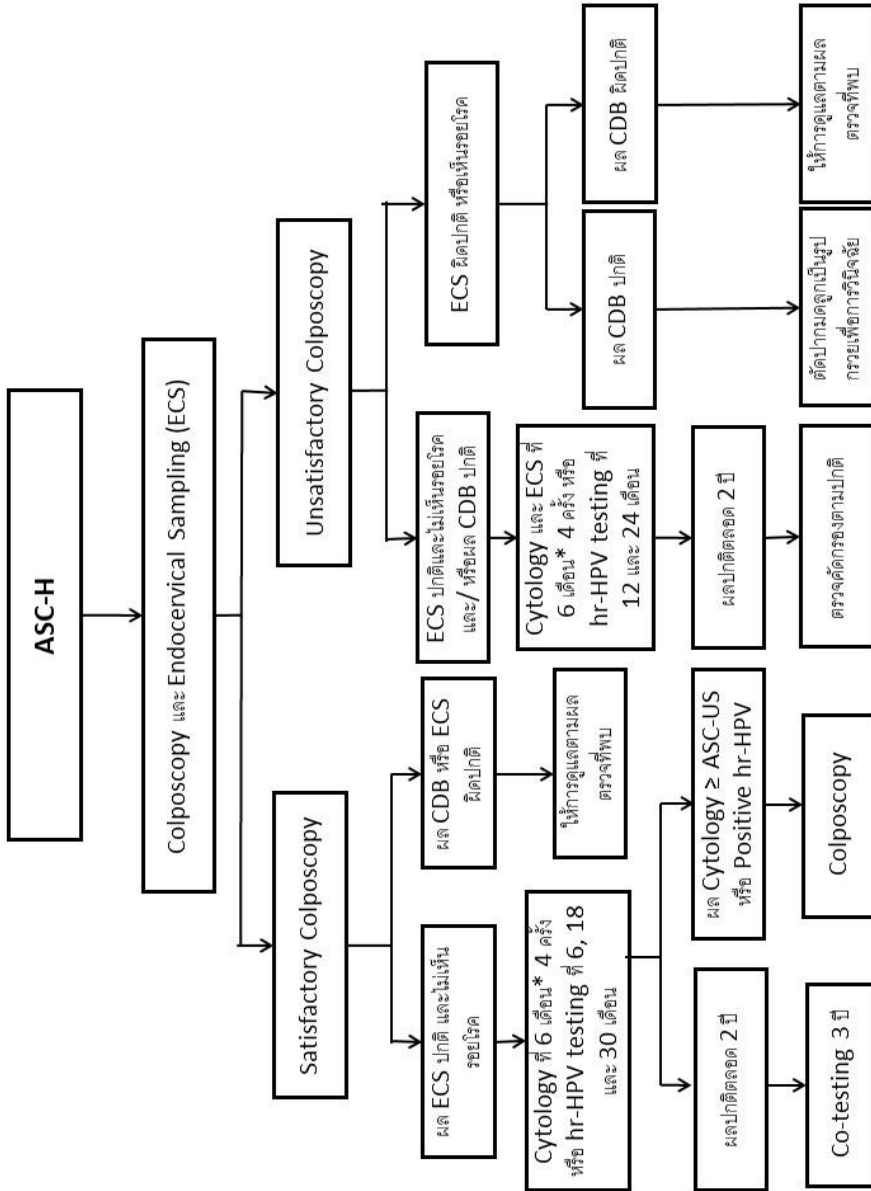 ASC-H
Colposcopy และ Endocervical Sampling (ECS)
Satisfactory Colposcopy
ผล ECS ปกติ และไม่เห็น
รอยโรค
Cytology ที่ 6 เดือน* 4 ครั้ง
หรือ hr-HPV testing ที่ 6, 18
และ 30 เดือน
ผลปกติตลอด 2 ปี
Co-testing 3 ปี
ผล Cytology ≥ ASC-US
หรือ Positive hr-HPV
Colposcopy
ผล CDB หรือ ECS
ผิดปกติ
ให้การดูแลตามผล
ตรวจที่พบ
Unsatisfactory Colposcopy
ECS ปกติและไม่เห็นรอยโรค
และ/ หรือผล CDB ปกติ
Cytology และ ECS ที่
6 เดือน* 4 ครั้ง หรือ
hr-HPV testing ที่
12 และ 24 เดือน
ผลปกติตลอด 2 ปี
ตรวจคัดกรองตามปกติ
ECS ผิดปกติ หรือเห็นรอยโรค
ผล CDB ปกติ
ตัดปากมดลูกเป็นรูป
กรวยเพื่อการวินิจฉัย
ผล CDB ผิดปกติ
ให้การดูแลตามผล
ตรวจที่พบ